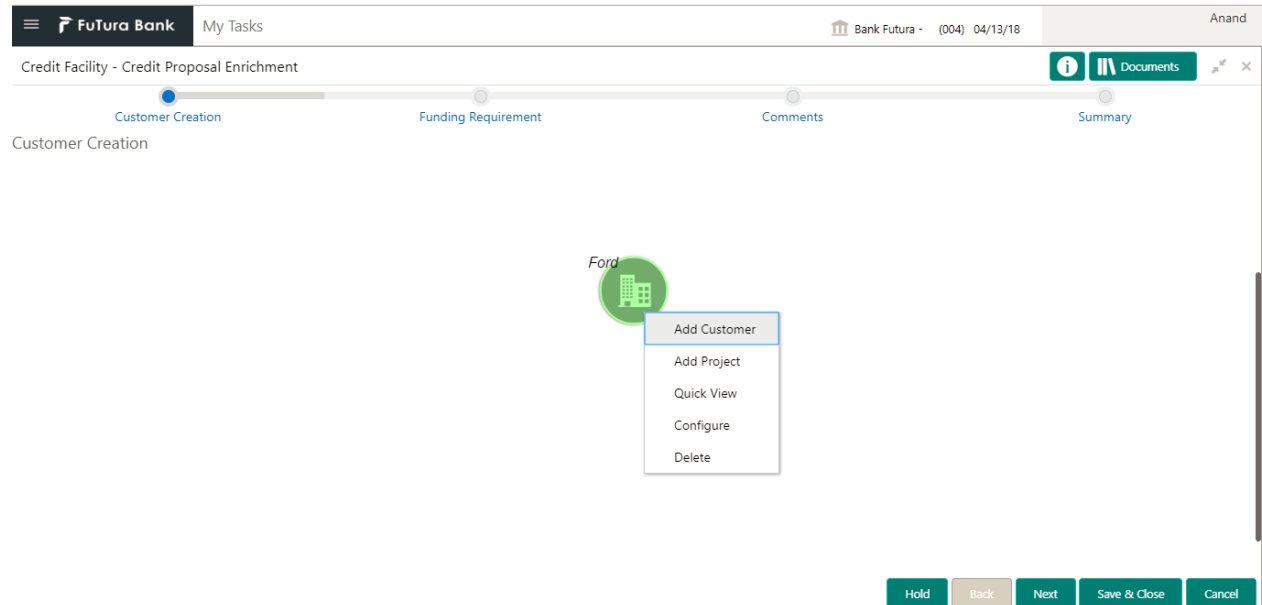 FuTura Bank My Tasks Bank Futura - (004) 04/13/18 Anand
Credit Facility - Credit Proposal Enrichment i Documents
Customer Creation Funding Requirement Comments Summary
Customer Creation
Ford
Add Customer
Add Project
Quick View
Configure
Delete
Hold Back Next Save & Close Cancel